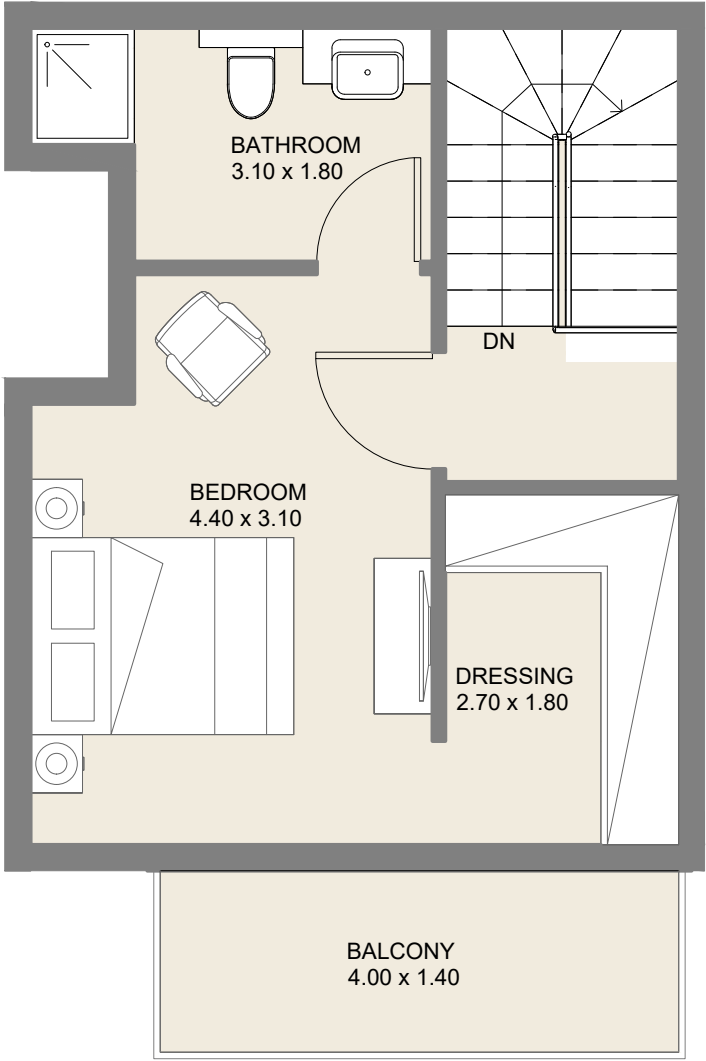 BATHROOM
3.10 x 1.80
DN
BEDROOM
4.40 x 3.10
DRESSING
2.70 x 1.80
BALCONY
4.00 x 1.40